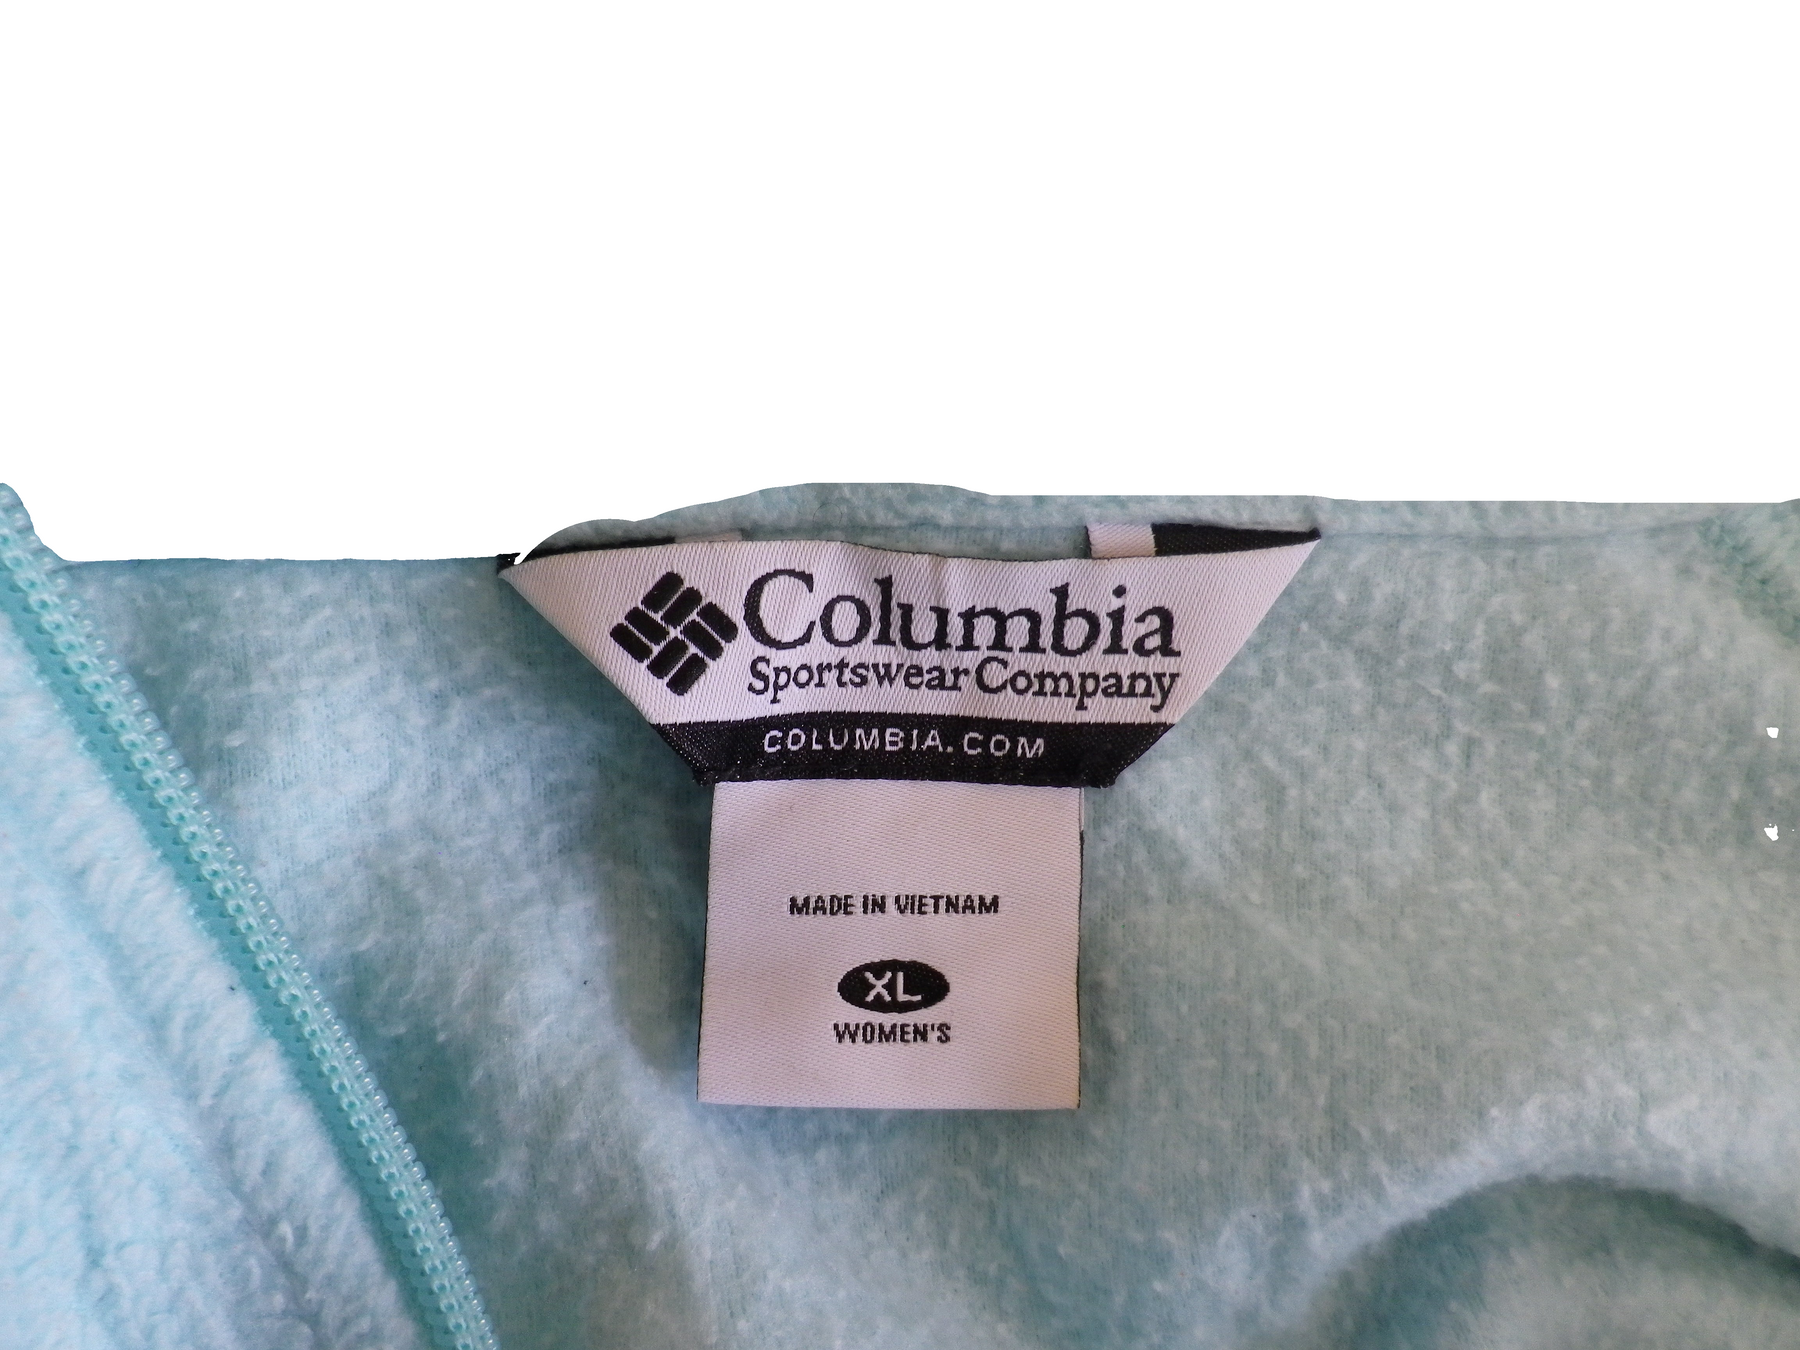 Columbia
Sportswear Company
COLUMBIA.COM
MADE IN VIETNAM
XL
WOMEN'S